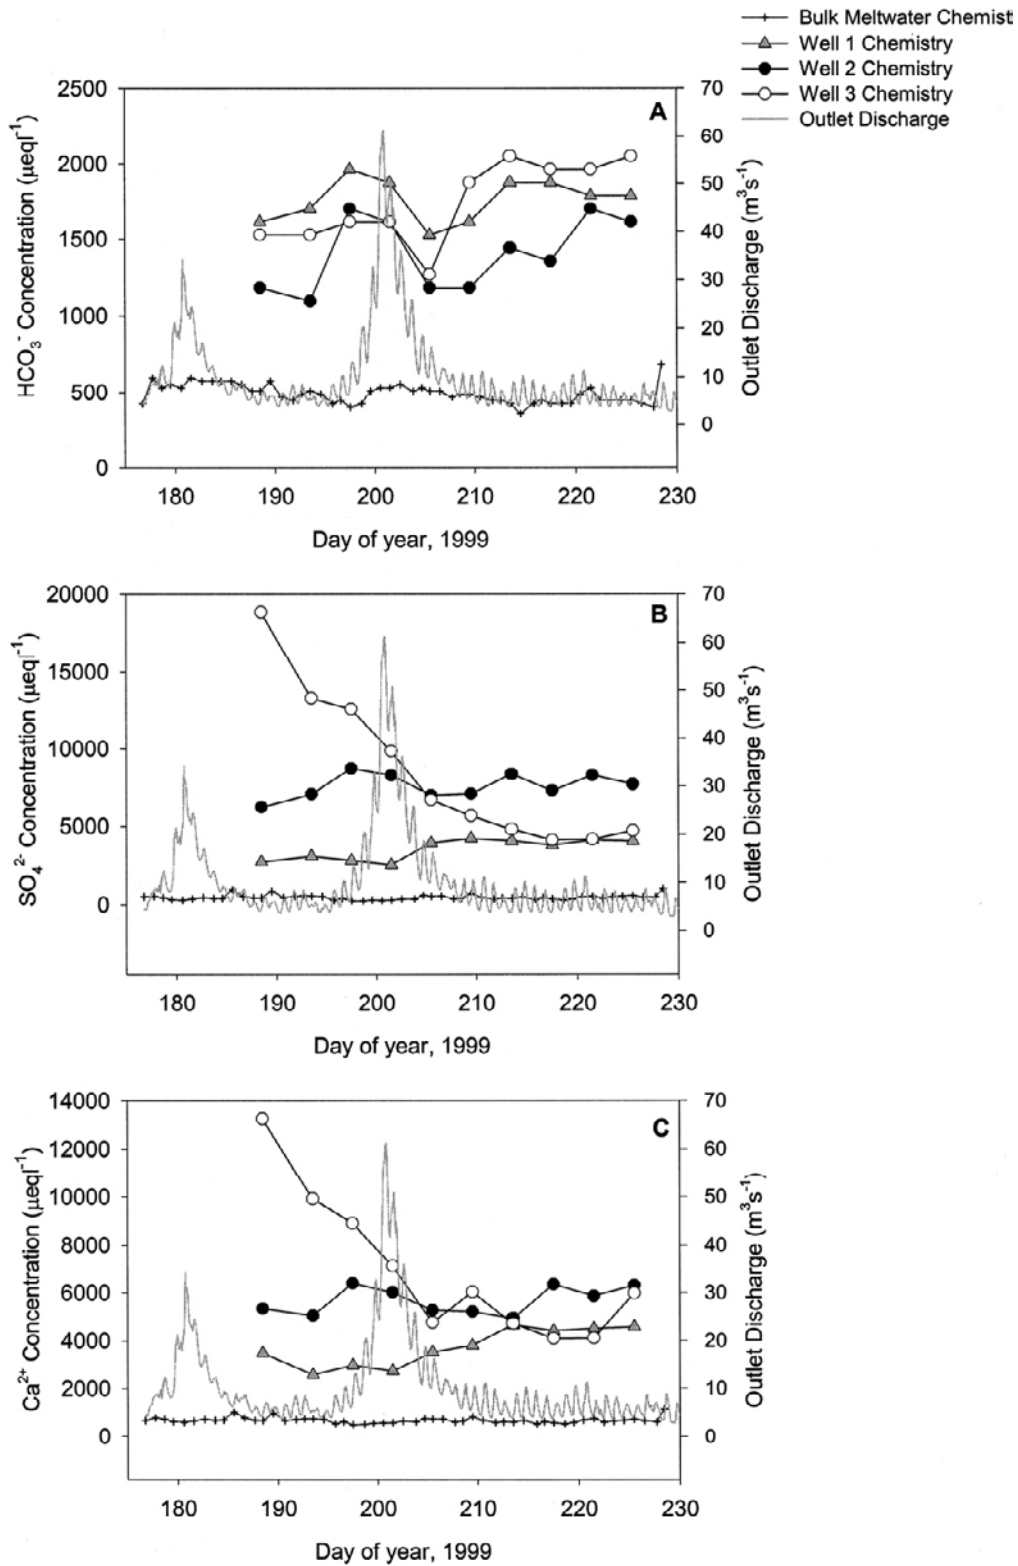 Bulk Meltwater Chemist
Well 1 Chemistry
Well 2 Chemistry
Well 3 Chemistry
Outlet Discharge
A
HCO₃⁻ Concentration (μeql⁻¹)
2500
2000
1500
1000
500
0
70
60
50
40
30
20
10
0
Outlet Discharge (m³s⁻¹)
180 190 200 210 220 230
Day of year, 1999
B
SO₄²⁻ Concentration (μeql⁻¹)
20000
15000
10000
5000
0
70
60
50
40
30
20
10
0
Outlet Discharge (m³s⁻¹)
180 190 200 210 220 230
Day of year, 1999
C
Ca²⁺ Concentration (μeql⁻¹)
14000
12000
10000
8000
6000
4000
2000
0
70
60
50
40
30
20
10
0
Outlet Discharge (m³s⁻¹)
180 190 200 210 220 230
Day of year, 1999